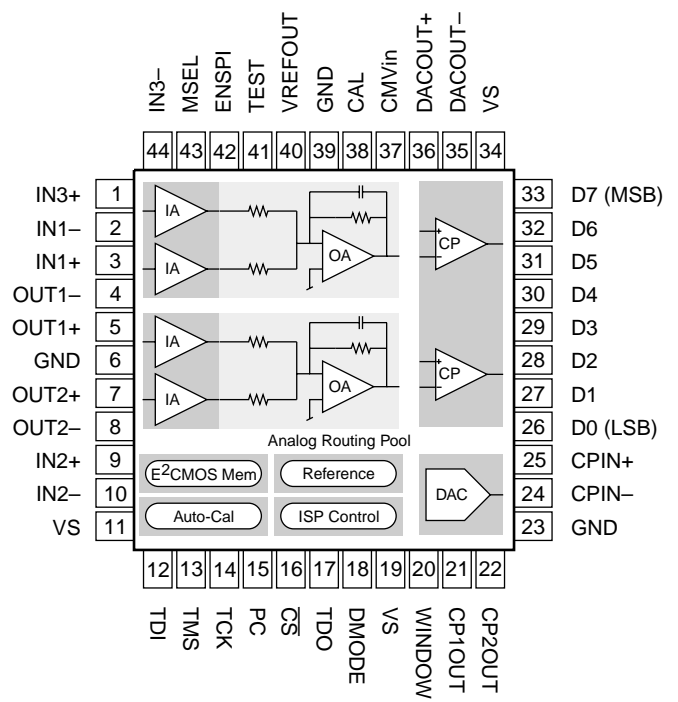 IN3–
MSEL
ENSPI
TEST
VREFOUT
GND
CAL
CMVin
DACOUT+
DACOUT–
VS
44 43 42 41 40 39 38 37 36 35 34
IN3+ 1
IN1– 2
IN1+ 3
OUT1– 4
OUT1+ 5
GND 6
OUT2+ 7
OUT2– 8
IN2+ 9
IN2– 10
VS 11
IA
IA
OA
CP
IA
IA
OA
CP
+
–
+
–
Analog Routing Pool
E²CMOS Mem
Reference
Auto-Cal
ISP Control
DAC
33 D7 (MSB)
32 D6
31 D5
30 D4
29 D3
28 D2
27 D1
26 D0 (LSB)
25 CPIN+
24 CPIN–
23 GND
12 13 14 15 16 17 18 19 20 21 22
TDI
TMS
TCK
PC
C̅S̅
TDO
DMODE
VS
WINDOW
CP1OUT
CP2OUT